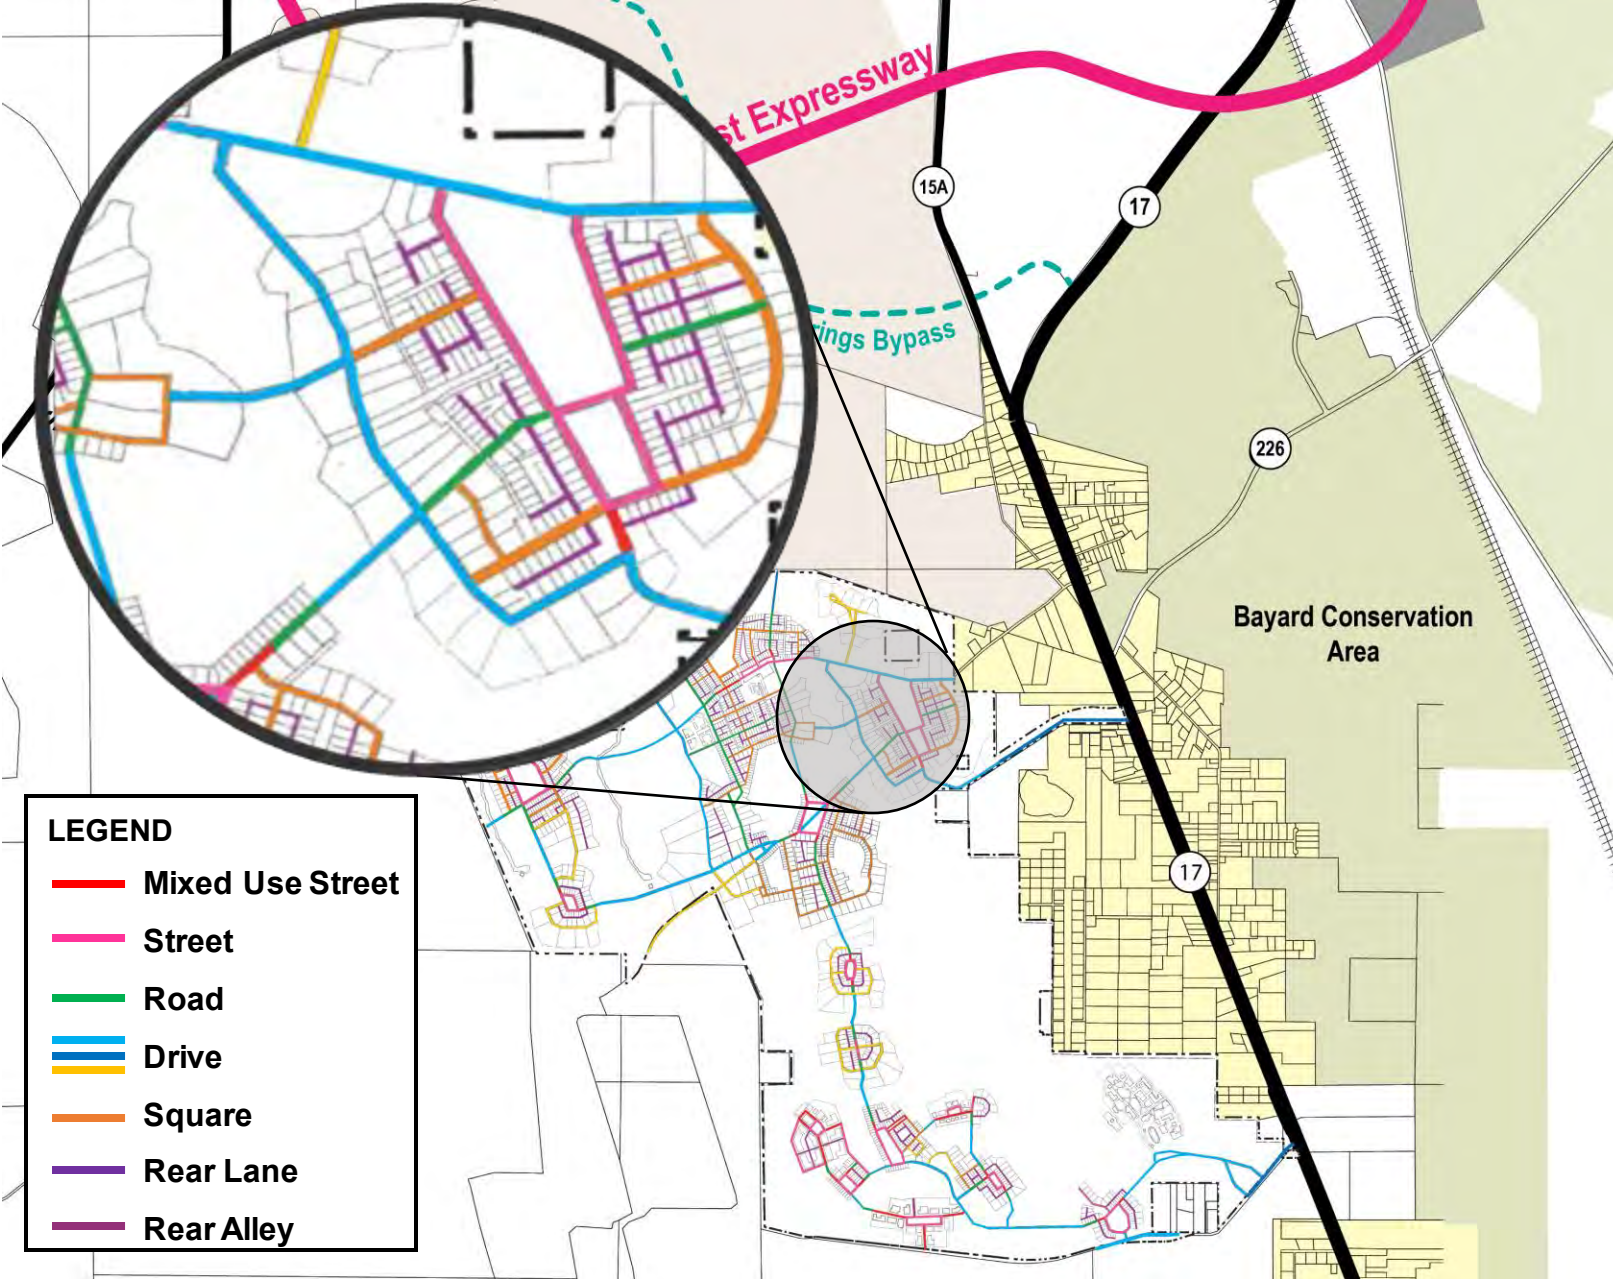 st Expressway
15A
17
rings Bypass
226
Bayard Conservation
Area
17
LEGEND
Mixed Use Street
Street
Road
Drive
Square
Rear Lane
Rear Alley